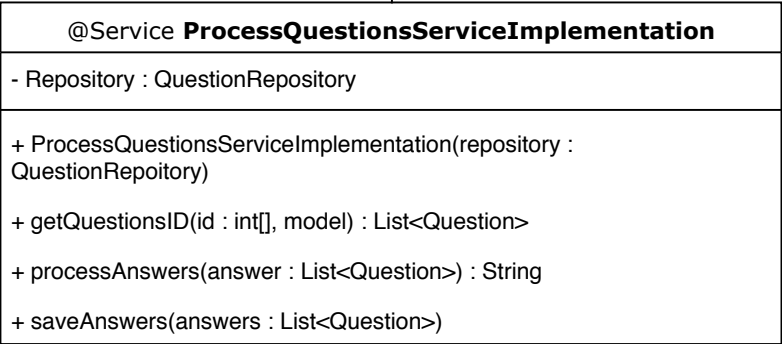 @Service ProcessQuestionsServiceImplementation
- Repository : QuestionRepository
+ ProcessQuestionsServiceImplementation(repository :
QuestionRepoitory)
+ getQuestionsID(id : int[], model) : List<Question>
+ processAnswers(answer : List<Question>) : String
+ saveAnswers(answers : List<Question>)